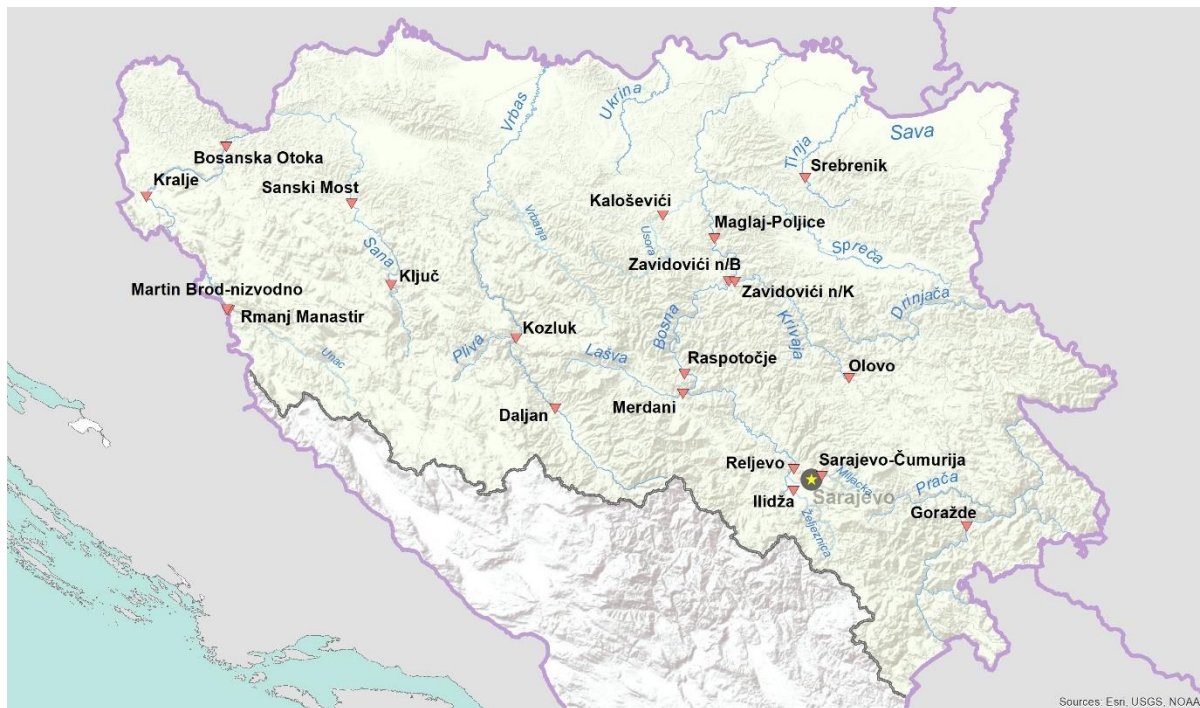 Vrbas
Ukrina
Sava
Tinja
Bosanska Otoka
Srebrenik
Kralje
Sanski Most
Kaloševići
Vrbanja
Maglaj-Poljice
Usora
Spreča
Sana
Zavidovići n/B
Ključ
Zavidovići n/K
Martin Brod-nizvodno
Drinjača
Rmanj Manastir
Krivaja
Bosna
Kozluk
Pliva
Lašva
Unac
Raspotočje
Olovo
Merdani
Daljan
Reljevo
Sarajevo-Čumurija
Miljacka
Prača
Ilidža
Sarajevo
Goražde
Željeznica
Sources: Esri, USGS, NOAA